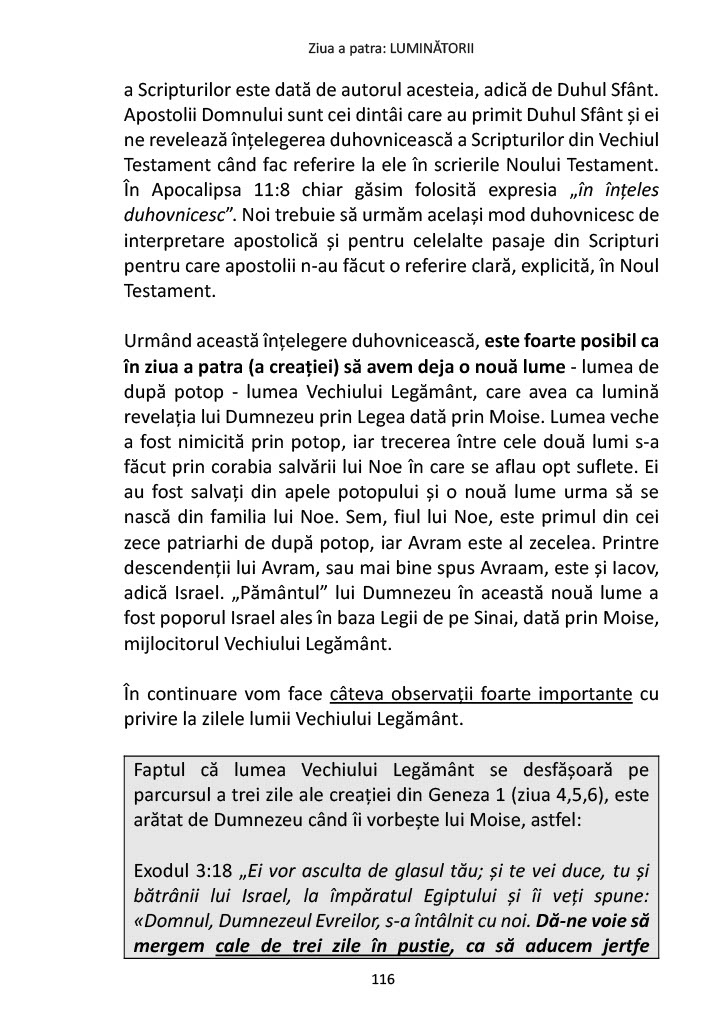 Ziua a patra: LUMINĂTORII
a Scripturilor este dată de autorul acesteia, adică de Duhul Sfânt.
Apostolii Domnului sunt cei dintâi care au primit Duhul Sfânt și ei
ne revelează înțelegerea duhovnicească a Scripturilor din Vechiul
Testament când fac referire la ele în scrierile Noului Testament.
În Apocalipsa 11:8 chiar găsim folosită expresia „în înțeles
duhovnicesc”. Noi trebuie să urmăm același mod duhovnicesc de
interpretare apostolică și pentru celelalte pasaje din Scripturi
pentru care apostolii n-au făcut o referire clară, explicită, în Noul
Testament.
Urmând această înțelegere duhovnicească, este foarte posibil ca
în ziua a patra (a creației) să avem deja o nouă lume - lumea de
după potop - lumea Vechiului Legământ, care avea ca lumină
revelația lui Dumnezeu prin Legea dată prin Moise. Lumea veche
a fost nimicită prin potop, iar trecerea între cele două lumi s-a
făcut prin corabia salvării lui Noe în care se aflau opt suflete. Ei
au fost salvați din apele potopului și o nouă lume urma să se
nască din familia lui Noe. Sem, fiul lui Noe, este primul din cei
zece patriarhi de după potop, iar Avram este al zecelea. Printre
descendenții lui Avram, sau mai bine spus Avraam, este și Iacov,
adică Israel. „Pământul” lui Dumnezeu în această nouă lume a
fost poporul Israel ales în baza Legii de pe Sinai, dată prin Moise,
mijlocitorul Vechiului Legământ.
În continuare vom face câteva observații foarte importante cu
privire la zilele lumii Vechiului Legământ.
Faptul că lumea Vechiului Legământ se desfășoară pe
parcursul a trei zile ale creației din Geneza 1 (ziua 4,5,6), este
arătat de Dumnezeu când îi vorbește lui Moise, astfel:
Exodul 3:18 „Ei vor asculta de glasul tău; și te vei duce, tu și
bătrânii lui Israel, la împăratul Egiptului și îi veți spune:
«Domnul, Dumnezeul Evreilor, s-a întâlnit cu noi. Dă-ne voie să
mergem cale de trei zile în pustie, ca să aducem jertfe
116